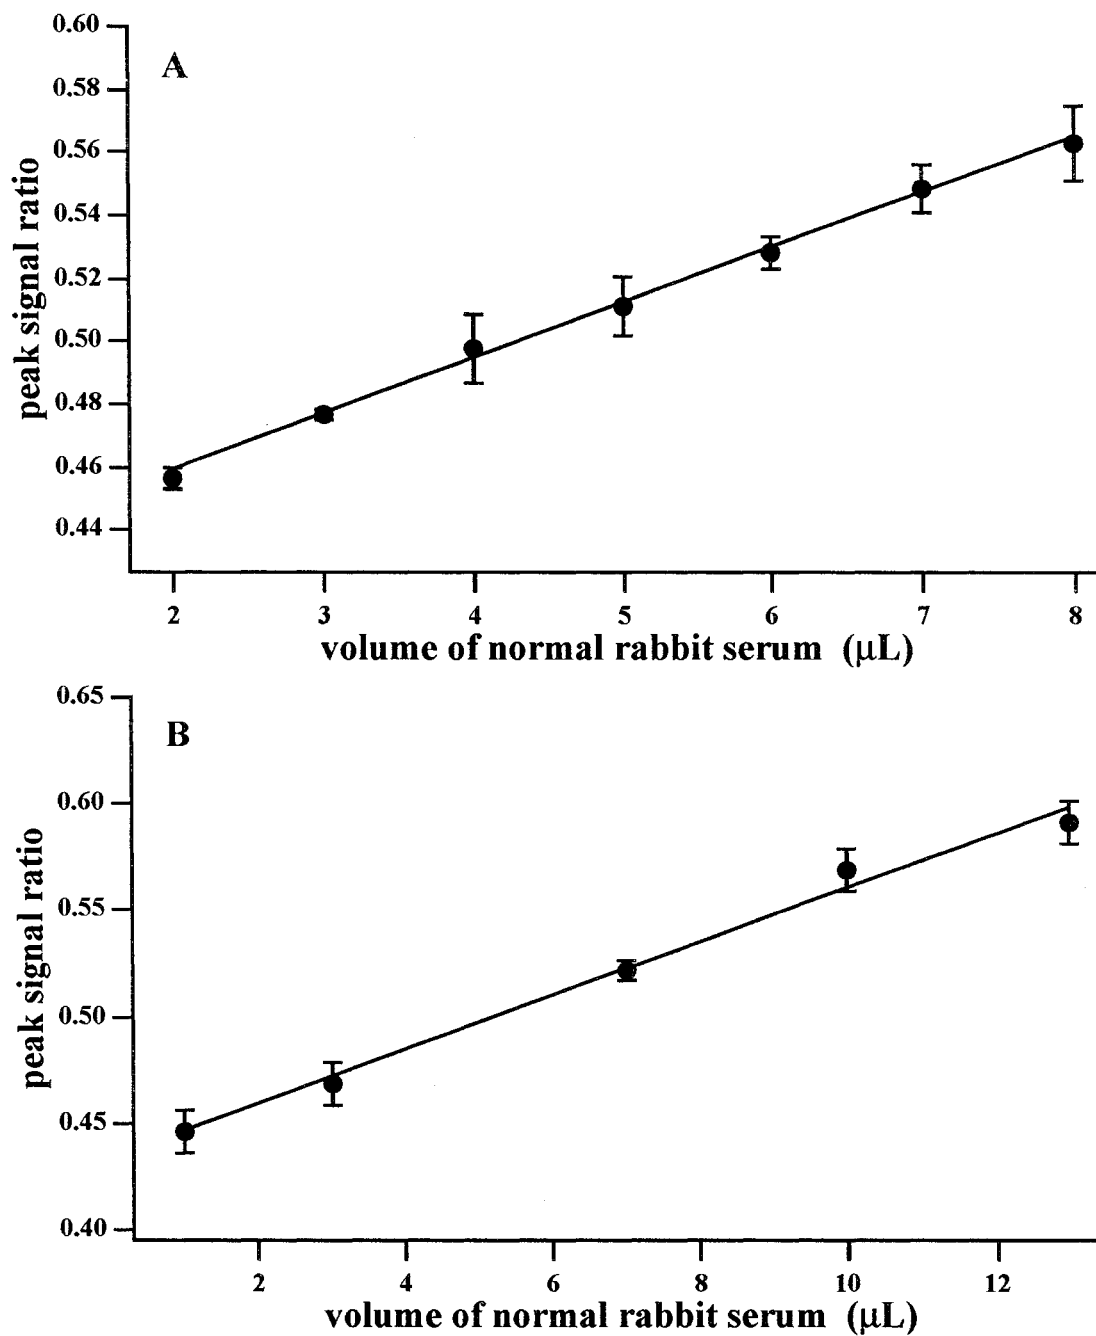 0.60
A
0.58
0.56
0.54
0.52
0.50
0.48
0.46
0.44
peak signal ratio
2 3 4 5 6 7 8
volume of normal rabbit serum (μL)
0.65
B
0.60
0.55
0.50
0.45
0.40
peak signal ratio
2 4 6 8 10 12
volume of normal rabbit serum (μL)